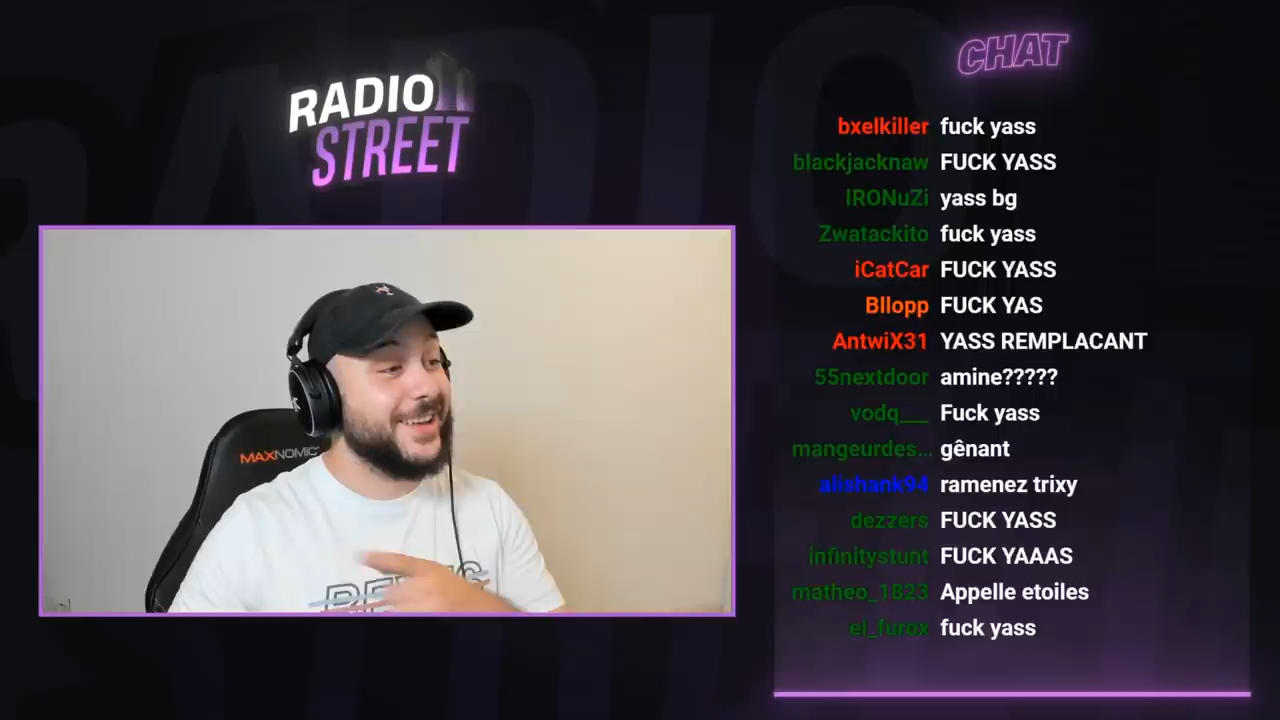 RADIO
STREET
MAXNOMIC
CHAT
bxelkiller fuck yass
blackjacknaw FUCK YASS
IRONuZi yass bg
Zwatackito fuck yass
iCatCar FUCK YASS
Bllopp FUCK YAS
AntwiX31 YASS REMPLACANT
55nextdoor amine?????
vodq___ Fuck yass
mangeurdes... gênant
alishank94 ramenez trixy
dezzers FUCK YASS
infinitystunt FUCK YAAAS
matheo_1823 Appelle etoiles
el_furox fuck yass